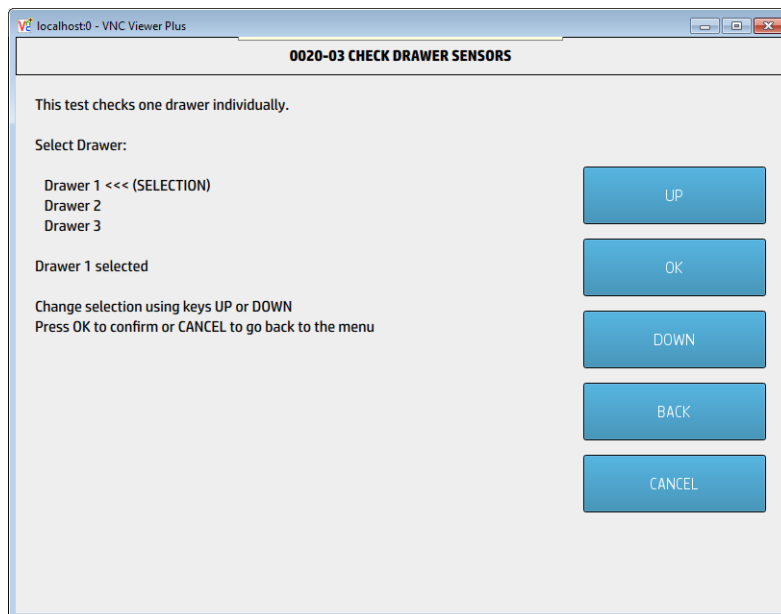 localhost:0 - VNC Viewer Plus
0020-03 CHECK DRAWER SENSORS
This test checks one drawer individually.
Select Drawer:
Drawer 1 <<< (SELECTION)
Drawer 2
Drawer 3
Drawer 1 selected
Change selection using keys UP or DOWN
Press OK to confirm or CANCEL to go back to the menu
UP
OK
DOWN
BACK
CANCEL